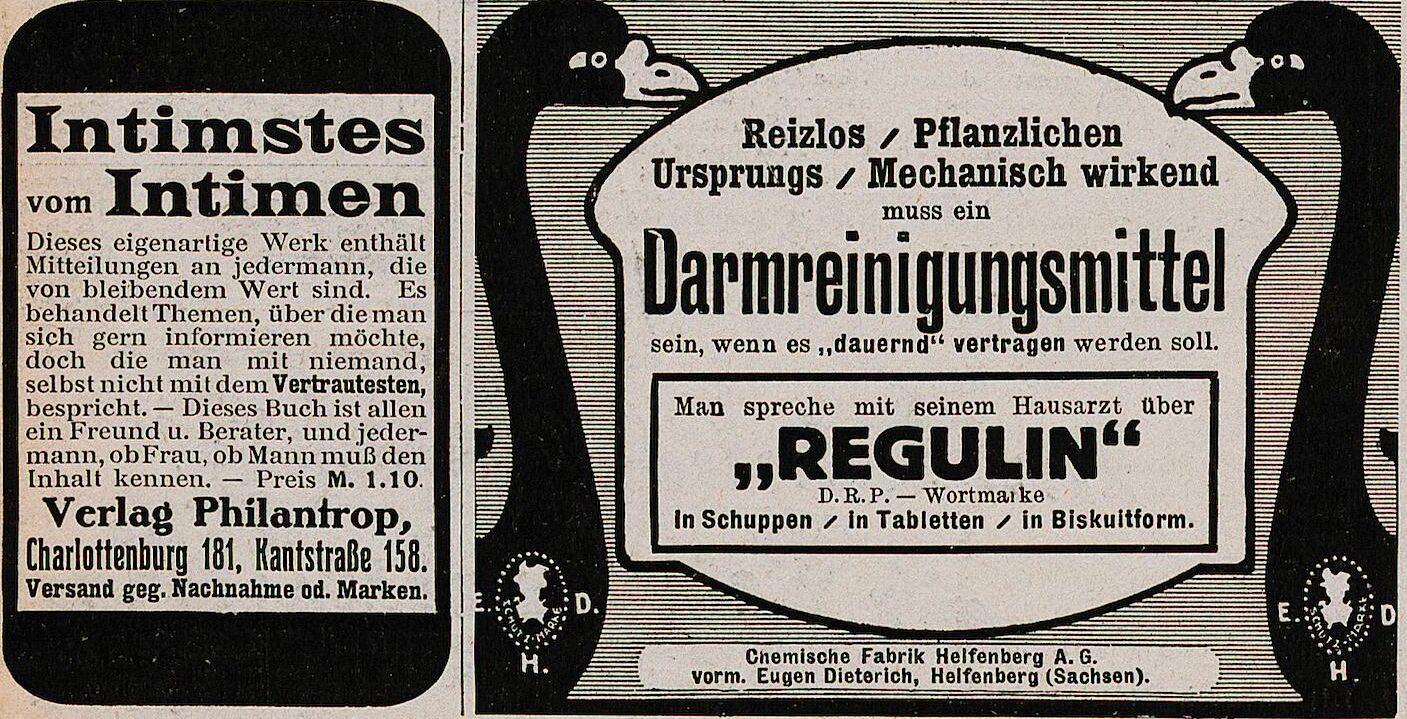 Intimstes
vom Intimen
Dieses eigenartige Werk enthält
Mitteilungen an jedermann, die
von bleibendem Wert sind. Es
behandelt Themen, über die man
sich gern informieren möchte,
doch die man mit niemand,
selbst nicht mit dem Vertrautesten,
bespricht. — Dieses Buch ist allen
ein Freund u. Berater, und jeder-
mann, ob Frau, ob Mann muß den
Inhalt kennen. — Preis M. 1.10.
Verlag Philantrop,
Charlottenburg 181, Kantstraße 158.
Versand geg. Nachnahme od. Marken.
Reizlos / Pflanzlichen
Ursprungs / Mechanisch wirkend
muss ein
Darmreinigungsmittel
sein, wenn es „dauernd“ vertragen werden soll.
Man spreche mit seinem Hausarzt über
„REGULIN“
D. R. P. — Wortmarke
In Schuppen / in Tabletten / in Biskuitform.
E. D.
SCHUTZ-MARKE
H.
E. D
SCHUTZ-MARKE
H.
Chemische Fabrik Helfenberg A. G.
vorm. Eugen Dieterich, Helfenberg (Sachsen).